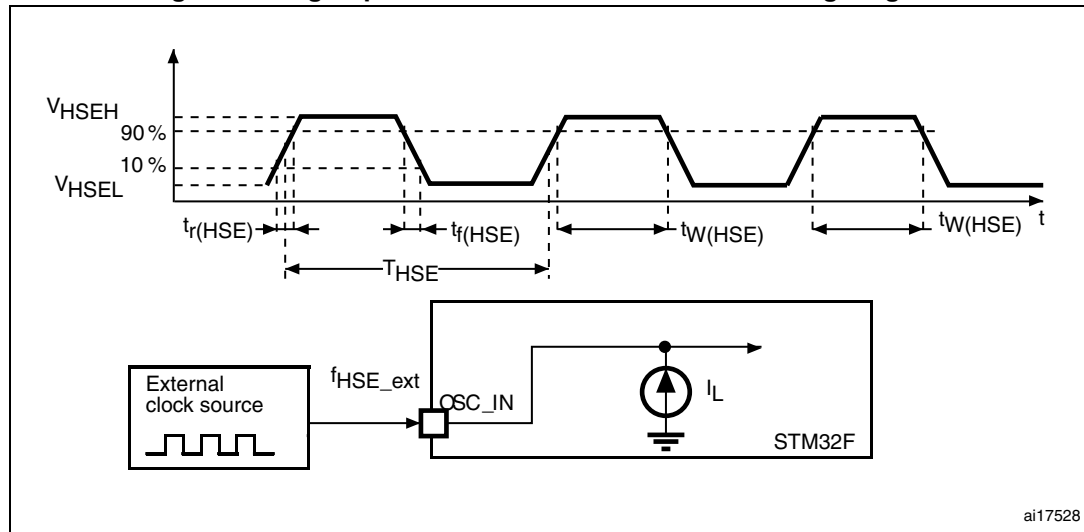 VHSEH
90 %
10 %
VHSEL
tr(HSE)
tf(HSE)
tW(HSE)
tW(HSE)
t
THSE
External
clock source
fHSE_ext
OSC_IN
IL
STM32F
ai17528